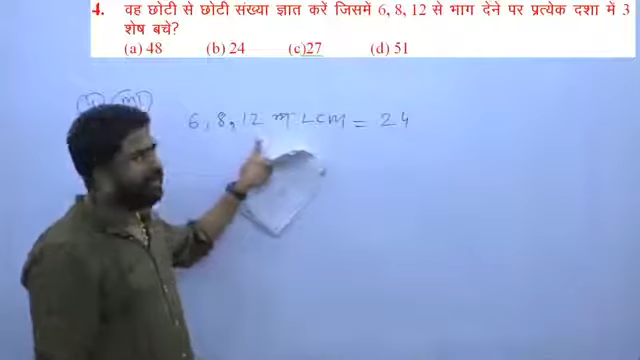 4. वह छोटी से छोटी संख्या ज्ञात करें जिसमें 6, 8, 12 से भाग देने पर प्रत्येक दशा में 3
शेष बचे?
(a) 48 (b) 24 (c) 27 (d) 51
6, 8, 12 का LCM = 24